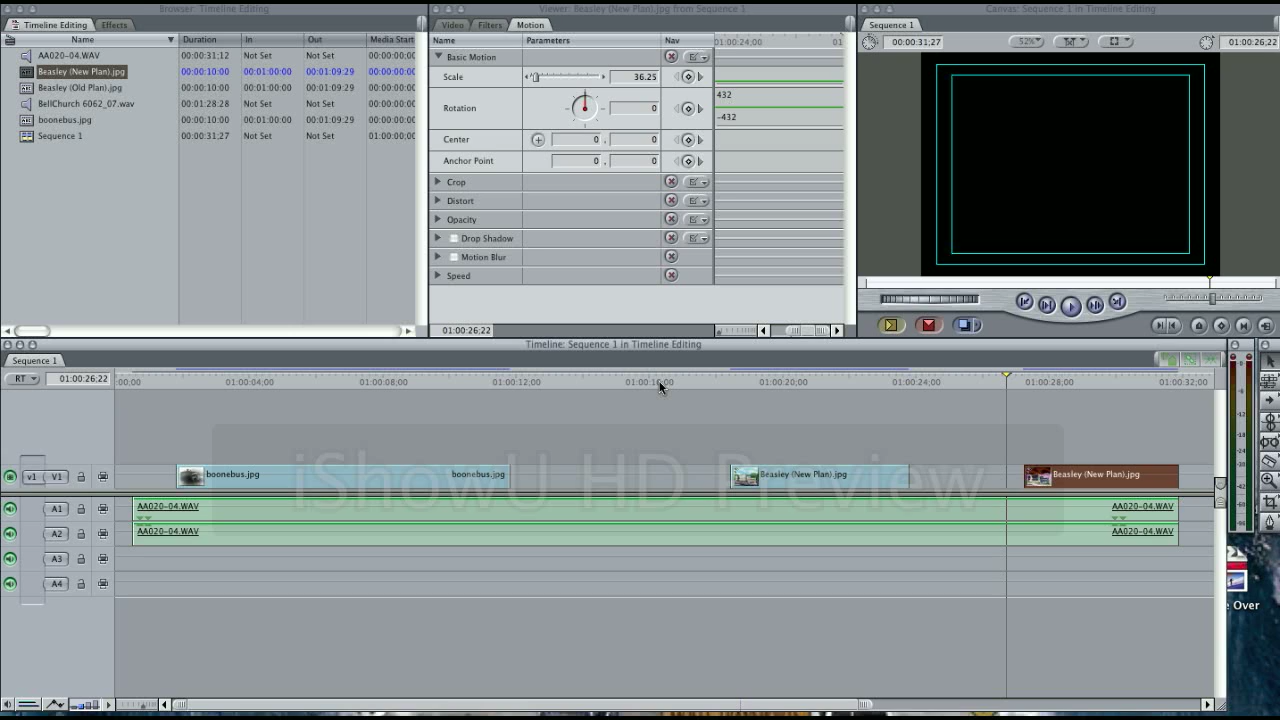 Browser: Timeline Editing
Timeline Editing Effects
Name Duration In Out Media Start
AA020-04.WAV 00:00:31;12 Not Set Not Set 00:00:00;00
Beasley (New Plan).jpg 00:00:10:00 00:01:00:00 00:01:09:29
Beasley (Old Plan).jpg 00:00:10:00 00:01:00:00 00:01:09:29 00:00:00:00
BellChurch 6062_07.wav 00:01:28:28 Not Set Not Set 00:00:00:00
boonebus.jpg 00:00:10:00 00:01:00:00 00:01:09:29 00:00:00:00
Sequence 1 00:00:31;27 Not Set Not Set 01:00:00;00
Viewer: Beasley (New Plan).jpg from Sequence 1
Video Filters Motion
Name Parameters Nav 01:00:24;00 01
Basic Motion
Scale 36.25
432
Rotation 0
-432
Center 0 , 0
Anchor Point 0 , 0
Crop
Distort
Opacity
Drop Shadow
Motion Blur
Speed
01:00:26;22
Canvas: Sequence 1 in Timeline Editing
Sequence 1
00:00:31;27 52% 01:00:26;22
Timeline: Sequence 1 in Timeline Editing
Sequence 1
RT 01:00:26;22 :00;00 01:00:04;00 01:00:08;00 01:00:12;00 01:00:16;00 01:00:20;00 01:00:24;00 01:00:28;00 01:00:32;00
v1 V1 boonebus.jpg boonebus.jpg Beasley (New Plan).jpg Beasley (New Plan).jpg
iShowU HD Preview
A1 AA020-04.WAV AA020-04.WAV
A2 AA020-04.WAV AA020-04.WAV
A3
A4
Over